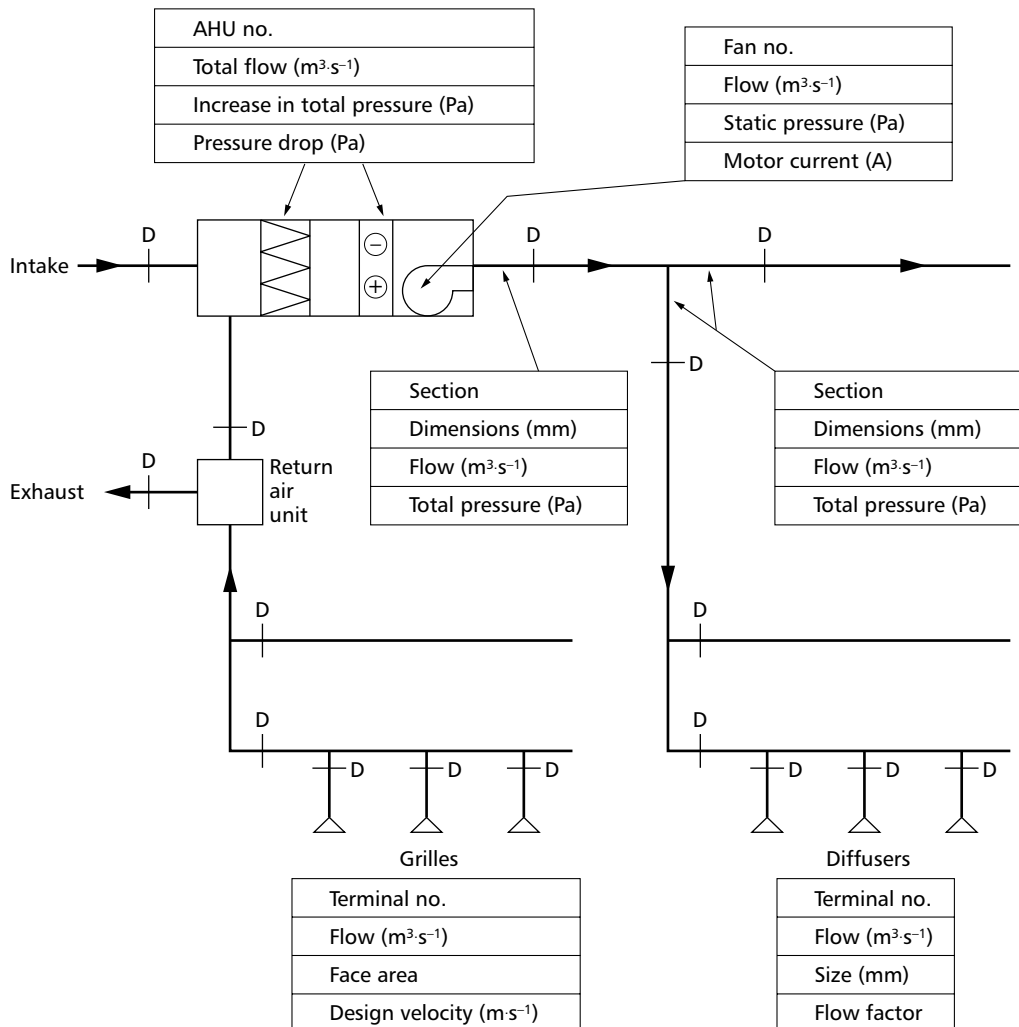 AHU no.
Total flow (m³·s⁻¹)
Increase in total pressure (Pa)
Pressure drop (Pa)
Fan no.
Flow (m³·s⁻¹)
Static pressure (Pa)
Motor current (A)
D
D
D
Intake
−
+
D
Section
Dimensions (mm)
Flow (m³·s⁻¹)
Total pressure (Pa)
Section
Dimensions (mm)
Flow (m³·s⁻¹)
Total pressure (Pa)
D
D
Exhaust
Return
air
unit
D
D
D
D
D
D
D
D
D
D
Grilles
Diffusers
Terminal no.
Flow (m³·s⁻¹)
Face area
Design velocity (m·s⁻¹)
Terminal no.
Flow (m³·s⁻¹)
Size (mm)
Flow factor